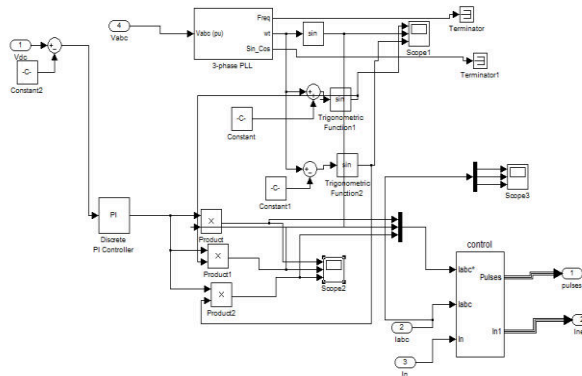 4
Vabc
Vabc (pu)
Freq
wt
Sin_Cos
3-phase PLL
sin
Terminator
Scope1
Terminator1
1
Vdc
-C-
Constant2
-C-
Constant
sin
Trigonometric
Function1
-C-
Constant1
sin
Trigonometric
Function2
Scope3
PI
Discrete
PI Controller
X
Product
X
Product1
X
Product2
Scope2
control
Iabc*
Iabc
In
Pulses
In1
1
pulses
2
Iabc
3
In